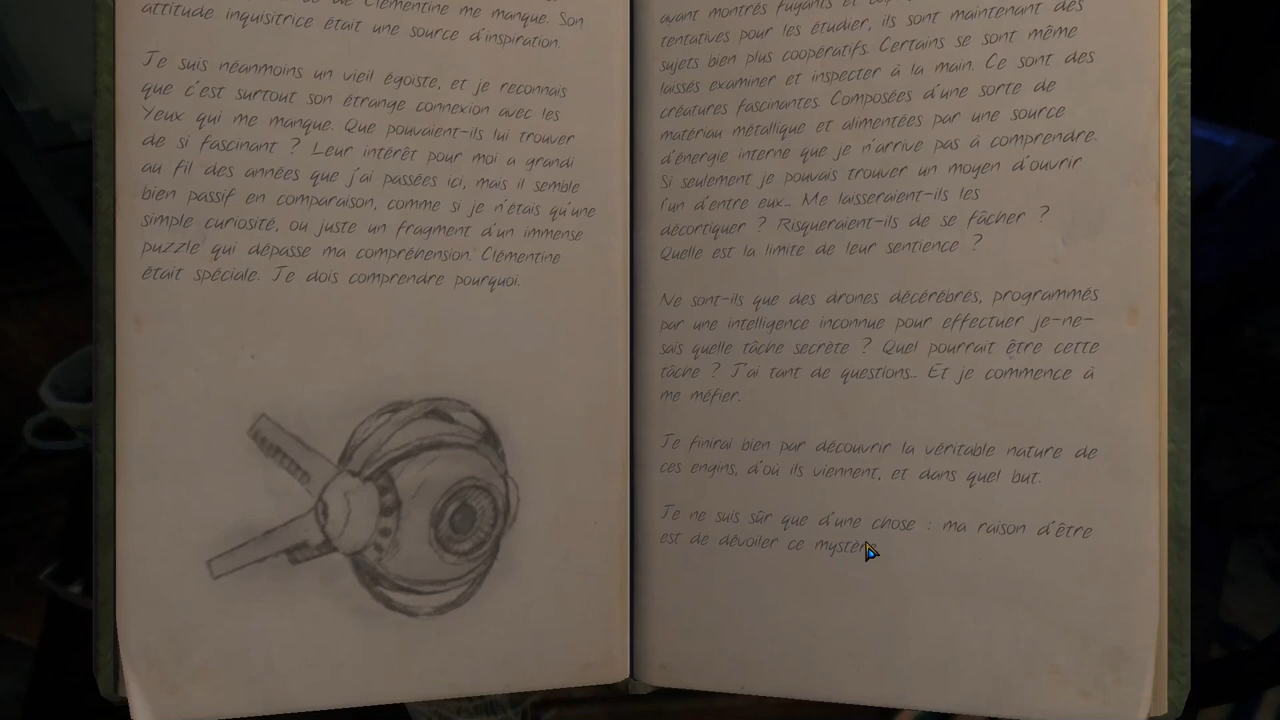 de Clémentine me manque. Son
attitude inquisitrice était une source d'inspiration.
Je suis néanmoins un vieil égoïste, et je reconnais
que c'est surtout son étrange connexion avec les
Yeux qui me manque. Que pouvaient-ils lui trouver
de si fascinant ? Leur intérêt pour moi a grandi
au fil des années que j'ai passées ici, mais il semble
bien passif en comparaison, comme si je n'étais qu'une
simple curiosité, ou juste un fragment d'un immense
puzzle qui dépasse ma compréhension. Clémentine
était spéciale. Je dois comprendre pourquoi.
avant montrés fuyants et
tentatives pour les étudier, ils sont maintenant des
sujets bien plus coopératifs. Certains se sont même
laissés examiner et inspecter à la main. Ce sont des
créatures fascinantes. Composées d'une sorte de
matériau métallique et alimentées par une source
d'énergie interne que je n'arrive pas à comprendre.
Si seulement je pouvais trouver un moyen d'ouvrir
l'un d'entre eux... Me laisseraient-ils les
décortiquer ? Risqueraient-ils de se fâcher ?
Quelle est la limite de leur sentience ?
Ne sont-ils que des drones décérébrés, programmés
par une intelligence inconnue pour effectuer je-ne-
sais quelle tâche secrète ? Quel pourrait être cette
tâche ? J'ai tant de questions... Et je commence à
me méfier.
Je finirai bien par découvrir la véritable nature de
ces engins, d'où ils viennent, et dans quel but.
Je ne suis sûr que d'une chose : ma raison d'être
est de dévoiler ce mystère